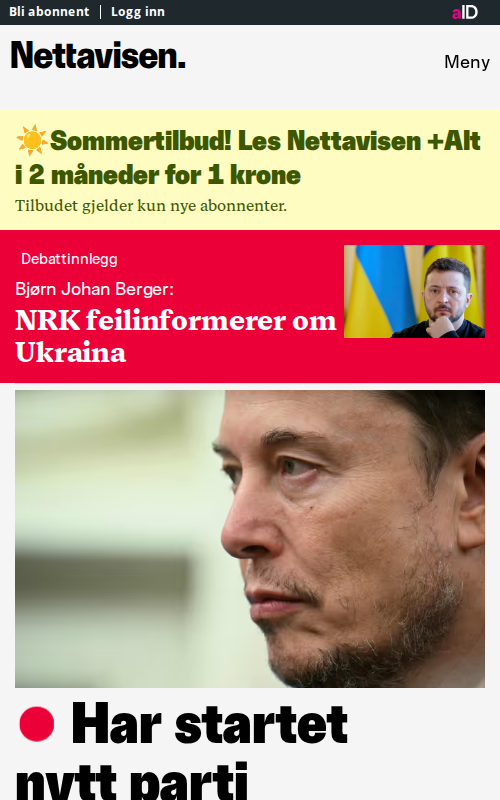 Bli abonnent
Logg inn
aID
Nettavisen.
Meny
Sommertilbud! Les Nettavisen +Alt
i 2 måneder for 1 krone
Tilbudet gjelder kun nye abonnenter.
Debattinnlegg
Bjørn Johan Berger:
NRK feilinformerer om
Ukraina
Har startet
nytt parti